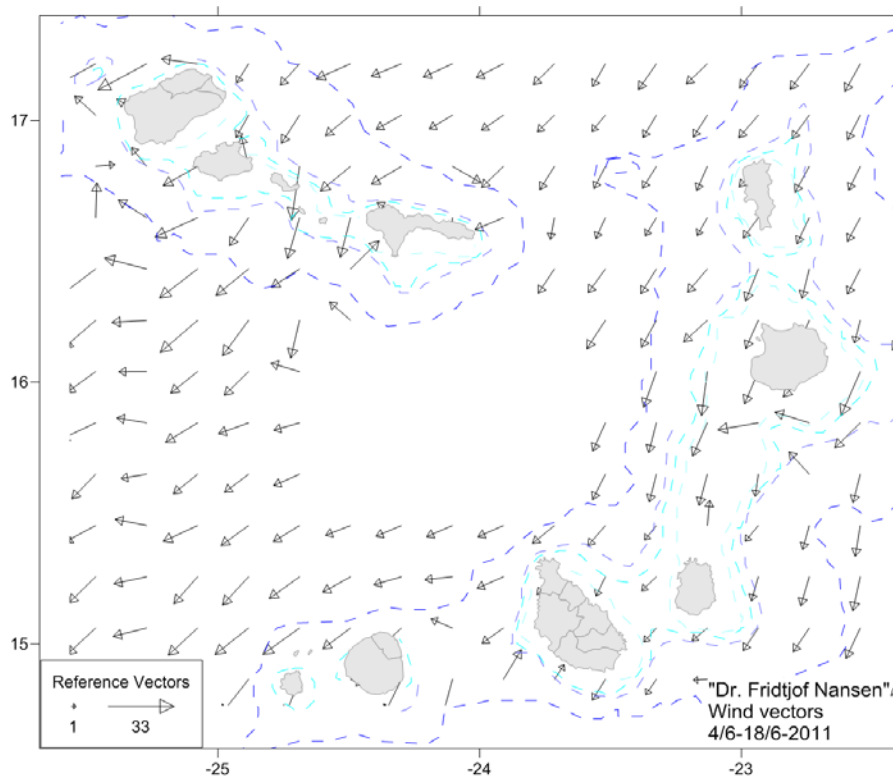 17
16
15
Reference Vectors
1 33
"Dr. Fridtjof Nansen"/
Wind vectors
4/6-18/6-2011
-25 -24 -23